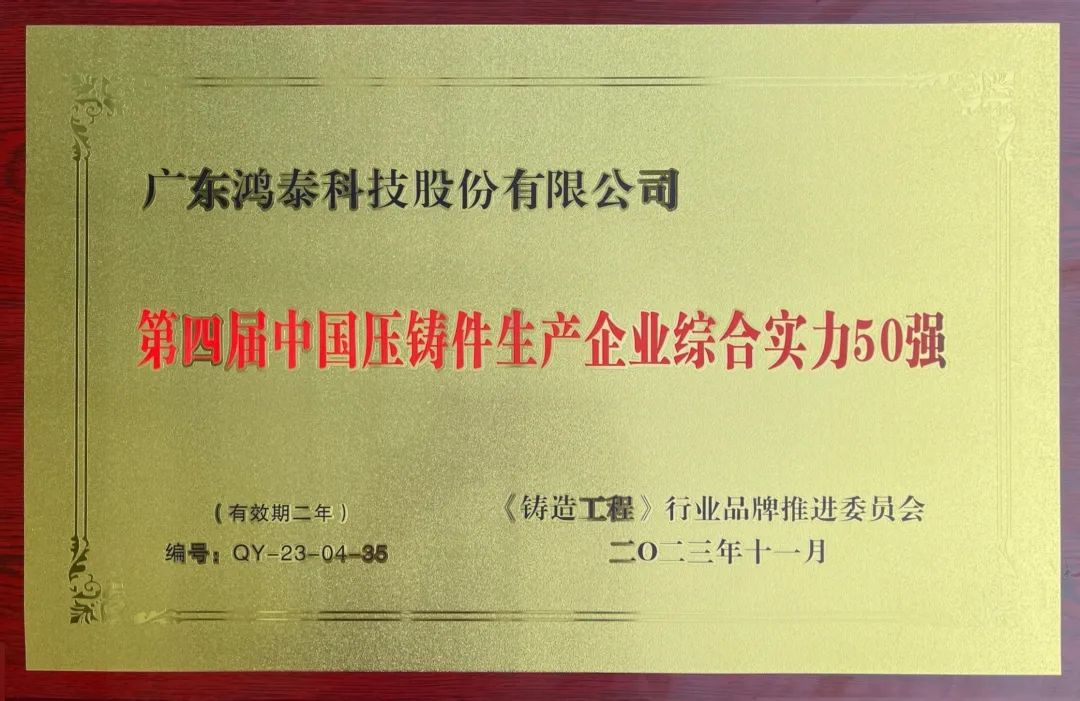 广东鸿泰科技股份有限公司
第四届中国压铸件生产企业综合实力50强
(有效期二年)
《铸造工程》行业品牌推进委员会
编号：QY-23-04-35
二〇二三年十一月